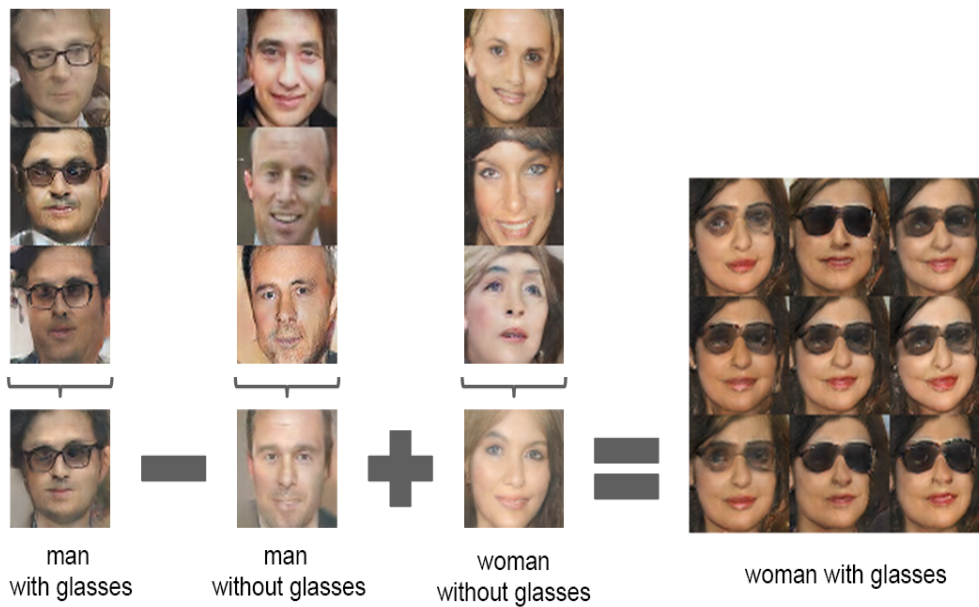 man
with glasses
man
without glasses
woman
without glasses
woman with glasses